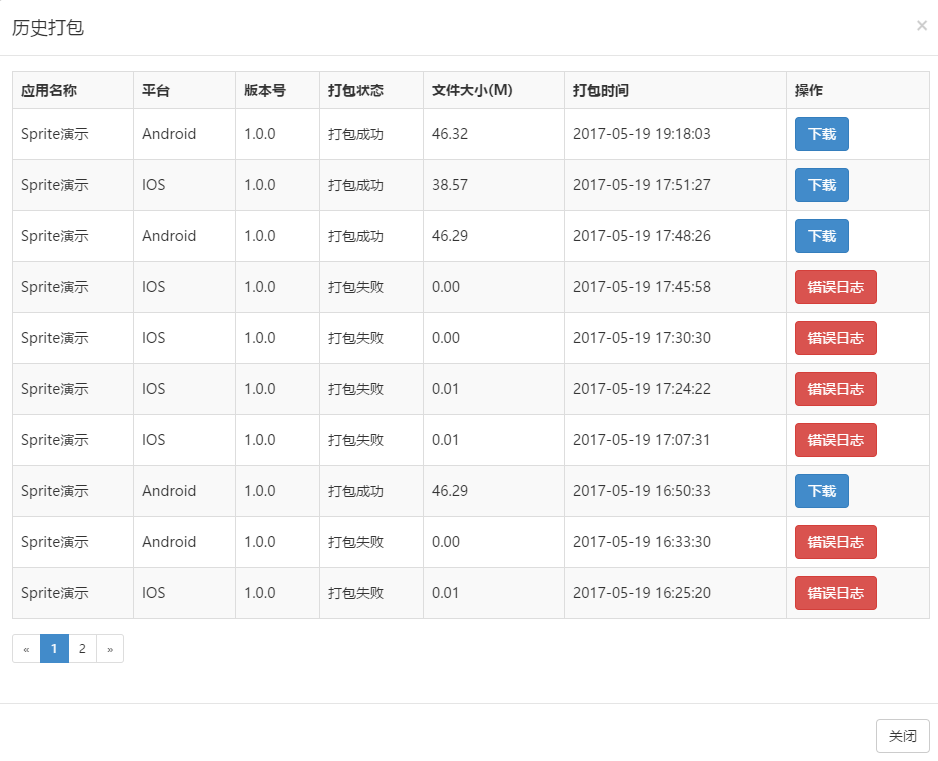 历史打包 ×
应用名称 平台 版本号 打包状态 文件大小(M) 打包时间 操作
Sprite演示 Android 1.0.0 打包成功 46.32 2017-05-19 19:18:03 下载
Sprite演示 IOS 1.0.0 打包成功 38.57 2017-05-19 17:51:27 下载
Sprite演示 Android 1.0.0 打包成功 46.29 2017-05-19 17:48:26 下载
Sprite演示 IOS 1.0.0 打包失败 0.00 2017-05-19 17:45:58 错误日志
Sprite演示 IOS 1.0.0 打包失败 0.00 2017-05-19 17:30:30 错误日志
Sprite演示 IOS 1.0.0 打包失败 0.01 2017-05-19 17:24:22 错误日志
Sprite演示 IOS 1.0.0 打包失败 0.01 2017-05-19 17:07:31 错误日志
Sprite演示 Android 1.0.0 打包成功 46.29 2017-05-19 16:50:33 下载
Sprite演示 Android 1.0.0 打包失败 0.00 2017-05-19 16:33:30 错误日志
Sprite演示 IOS 1.0.0 打包失败 0.01 2017-05-19 16:25:20 错误日志
« 1 2 »
关闭